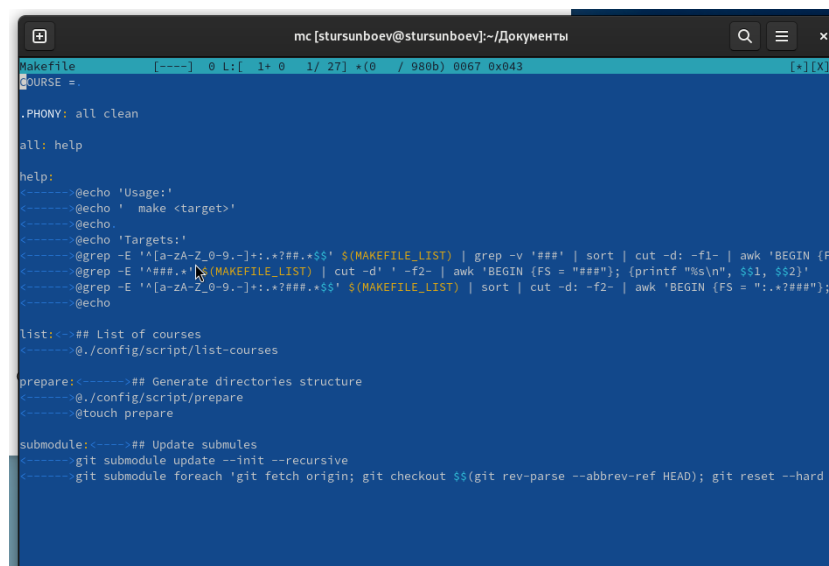 mc [stursunboev@stursunboev]:~/Документы
Makefile [----] 0 L:[ 1+ 0 1/ 27] *(0 / 980b) 0067 0x043 [*][X]
COURSE =.
.PHONY: all clean
all: help
help:
<------>@echo 'Usage:'
<------>@echo '  make <target>'
<------>@echo.
<------>@echo 'Targets:'
<------>@grep -E '^[a-zA-Z_0-9.-]+:.*?##.*$$' $(MAKEFILE_LIST) | grep -v '###' | sort | cut -d: -f1- | awk 'BEGIN {F
<------>@grep -E '^###.*' $(MAKEFILE_LIST) | cut -d' ' -f2- | awk 'BEGIN {FS = "###"}; {printf "%s\n", $$1, $$2}'
<------>@grep -E '^[a-zA-Z_0-9.-]+:.*?###.*$$' $(MAKEFILE_LIST) | sort | cut -d: -f2- | awk 'BEGIN {FS = ":.*?###"};
<------>@echo
list:<->## List of courses
<------>@./config/script/list-courses
prepare:<------>## Generate directories structure
<------>@./config/script/prepare
<------>@touch prepare
submodule:<---->## Update submules
<------>git submodule update --init --recursive
<------>git submodule foreach 'git fetch origin; git checkout $$(git rev-parse --abbrev-ref HEAD); git reset --hard